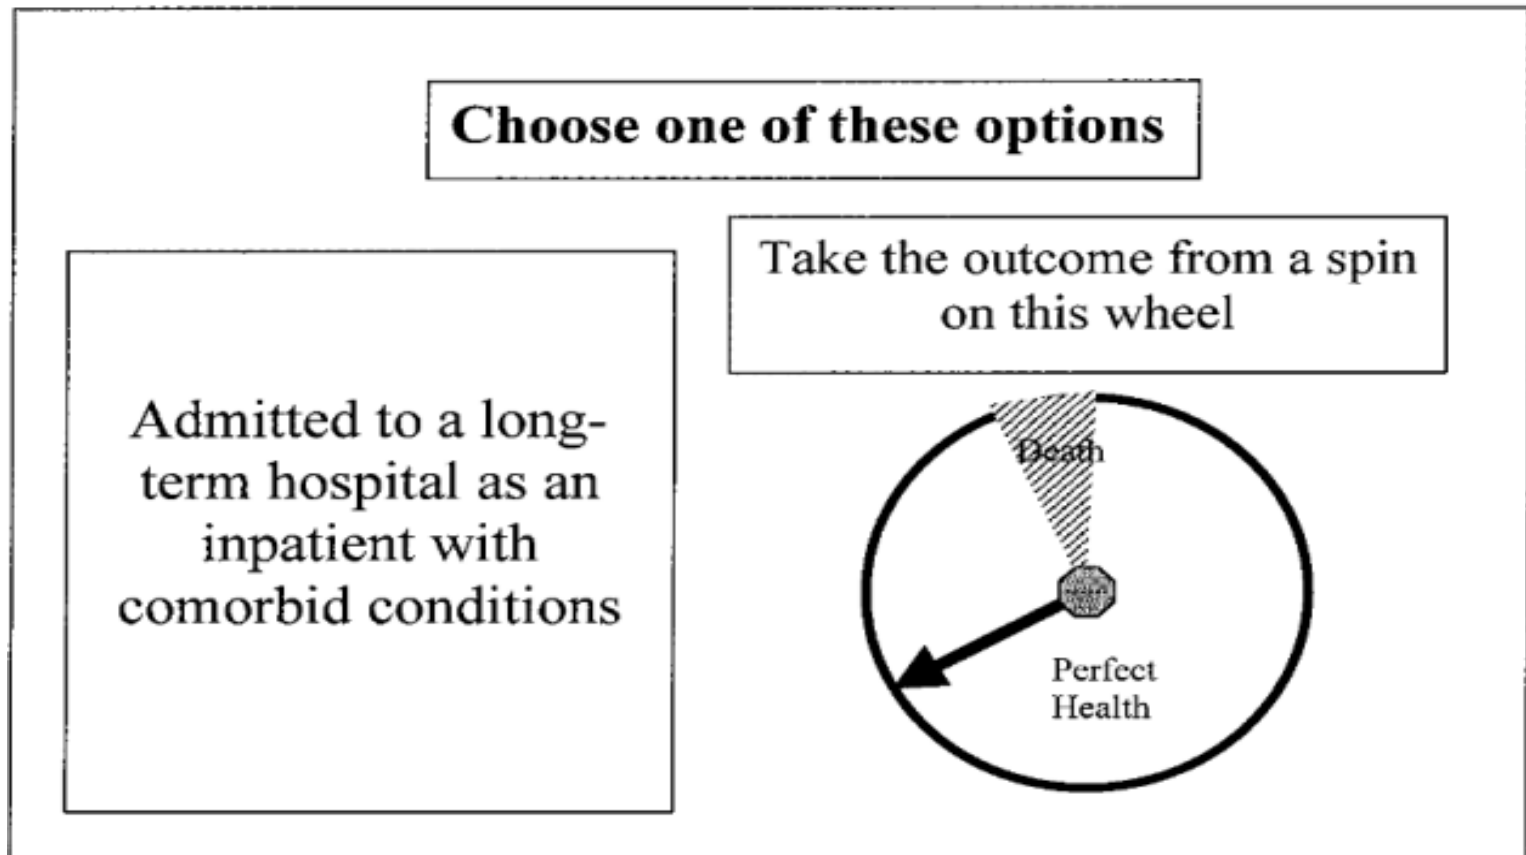 Choose one of these options
Admitted to a long-
term hospital as an
inpatient with
comorbid conditions
Take the outcome from a spin
on this wheel
Death
Perfect
Health